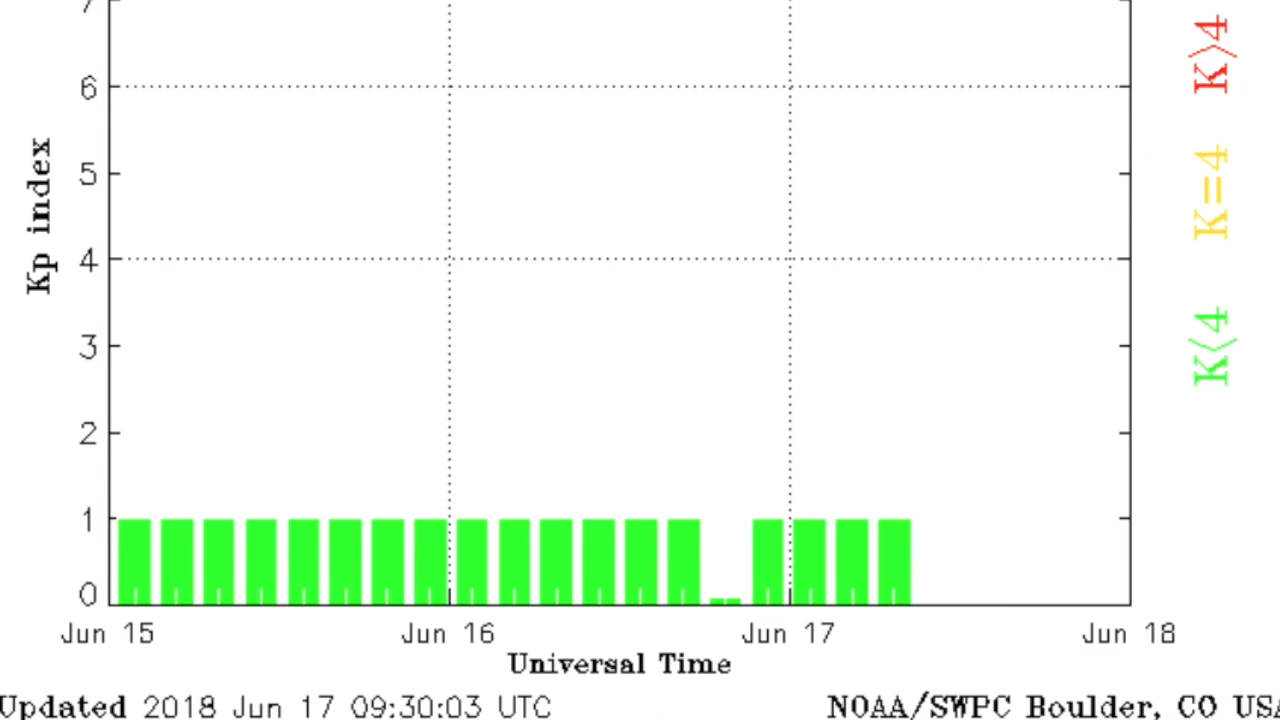 7
6
5
4
3
2
1
0
Kp index
K>4
K=4
K<4
Jun 15 Jun 16 Jun 17 Jun 18
Universal Time
Updated 2018 Jun 17 09:30:03 UTC NOAA/SWPC Boulder, CO USA